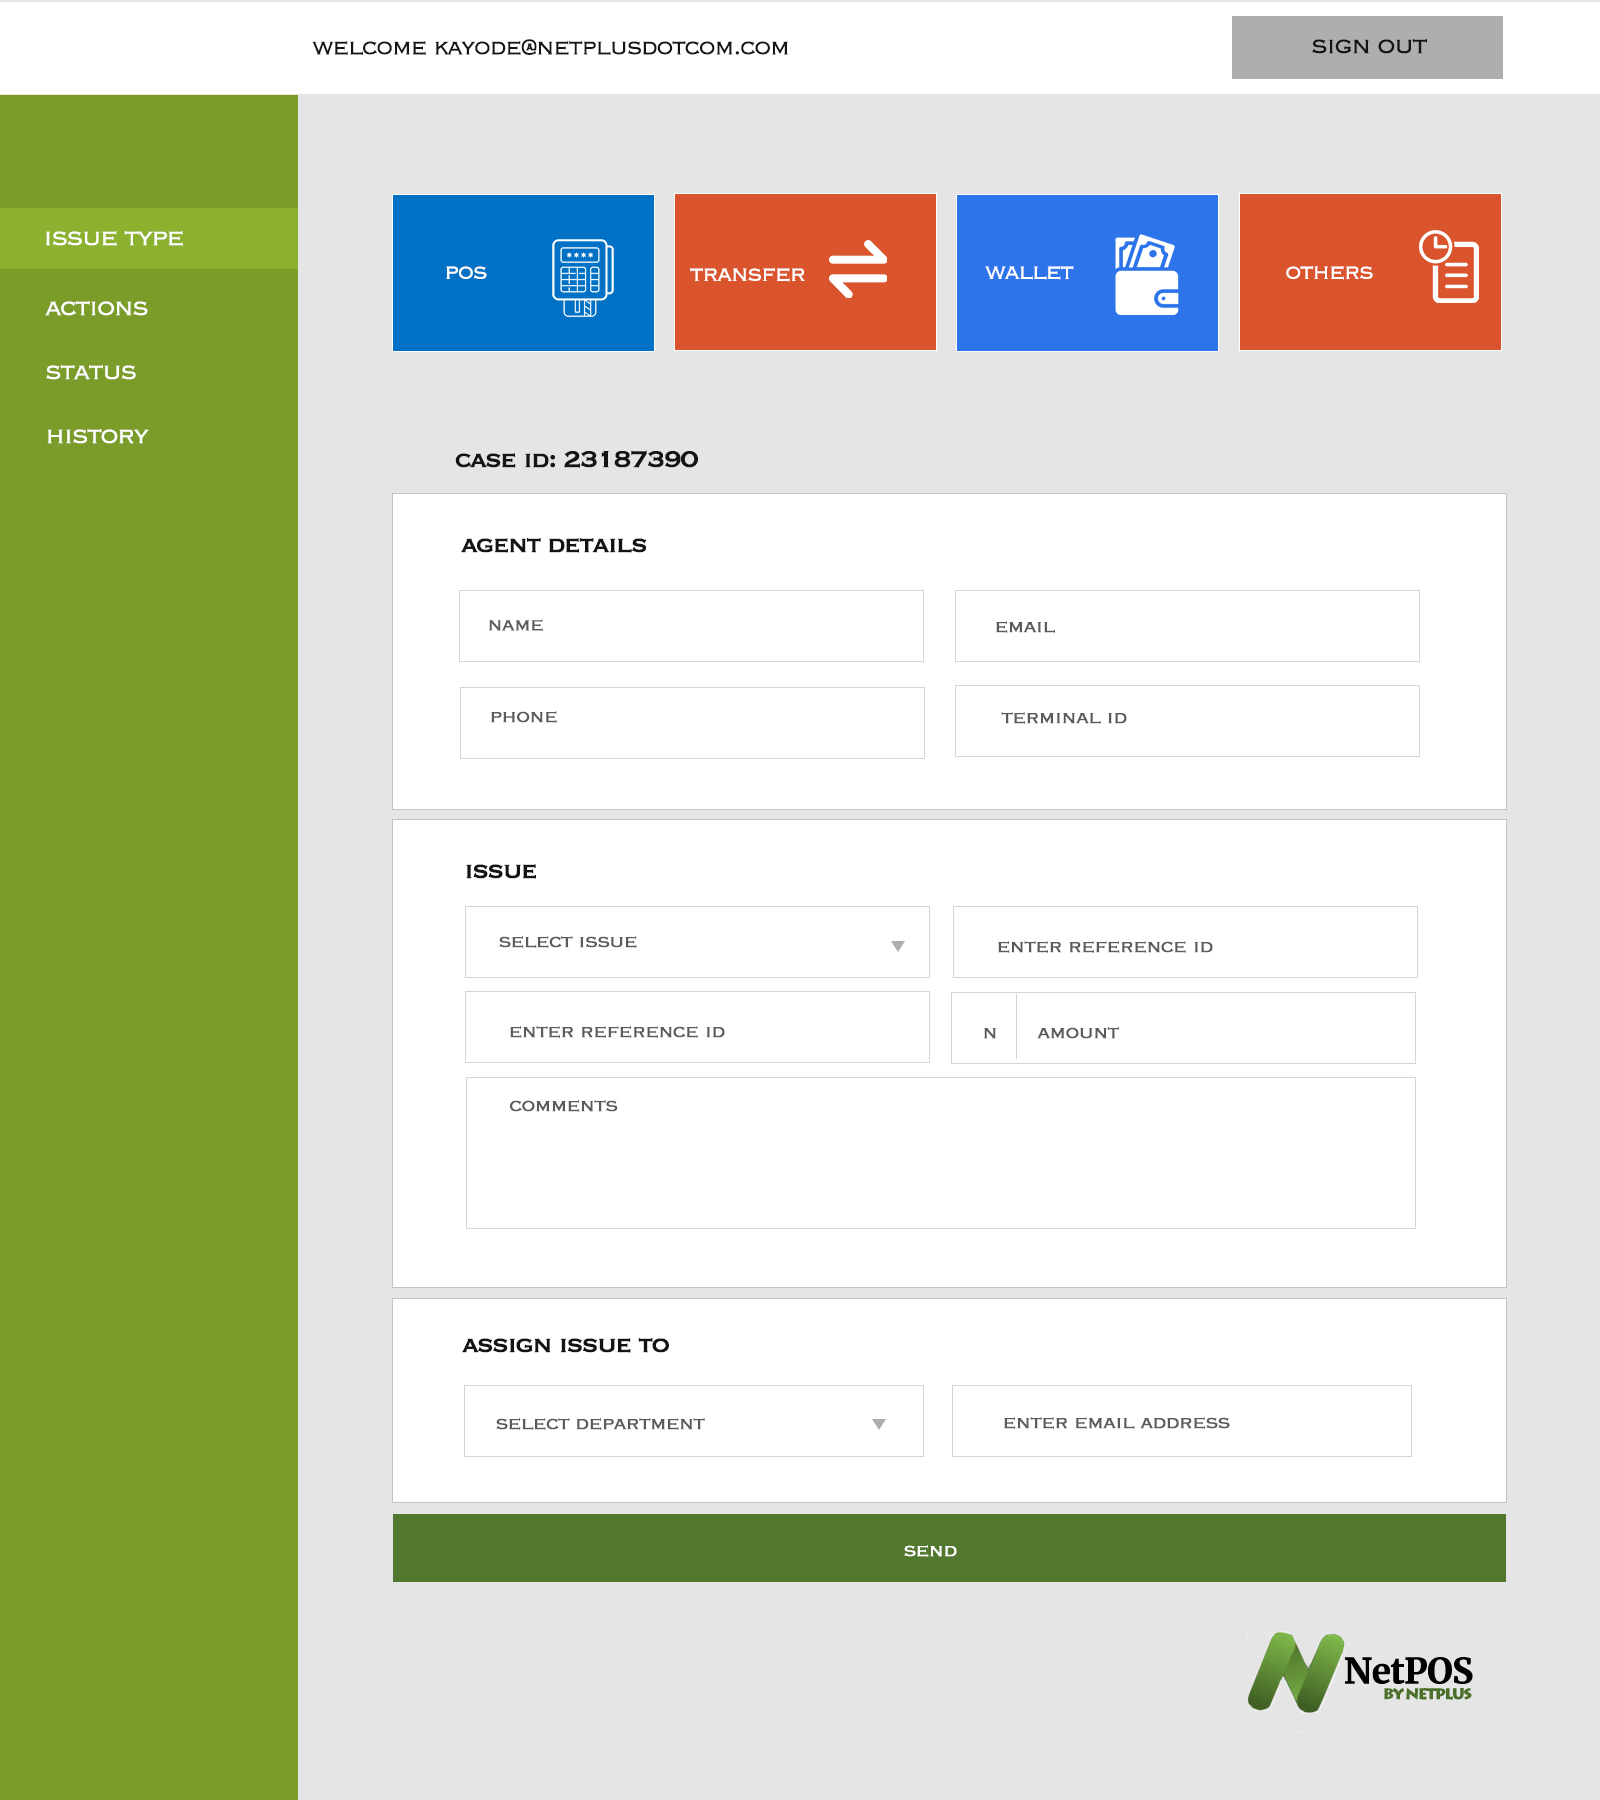 WELCOME KAYODE@NETPLUSDOTCOM.COM
SIGN OUT
ISSUE TYPE
ACTIONS
STATUS
HISTORY
POS
****
TRANSFER
WALLET
OTHERS
CASE ID: 23187390
AGENT DETAILS
NAME
EMAIL
PHONE
TERMINAL ID
ISSUE
SELECT ISSUE
ENTER REFERENCE ID
ENTER REFERENCE ID
N
AMOUNT
COMMENTS
ASSIGN ISSUE TO
SELECT DEPARTMENT
ENTER EMAIL ADDRESS
SEND
NetPOS
BY NETPLUS